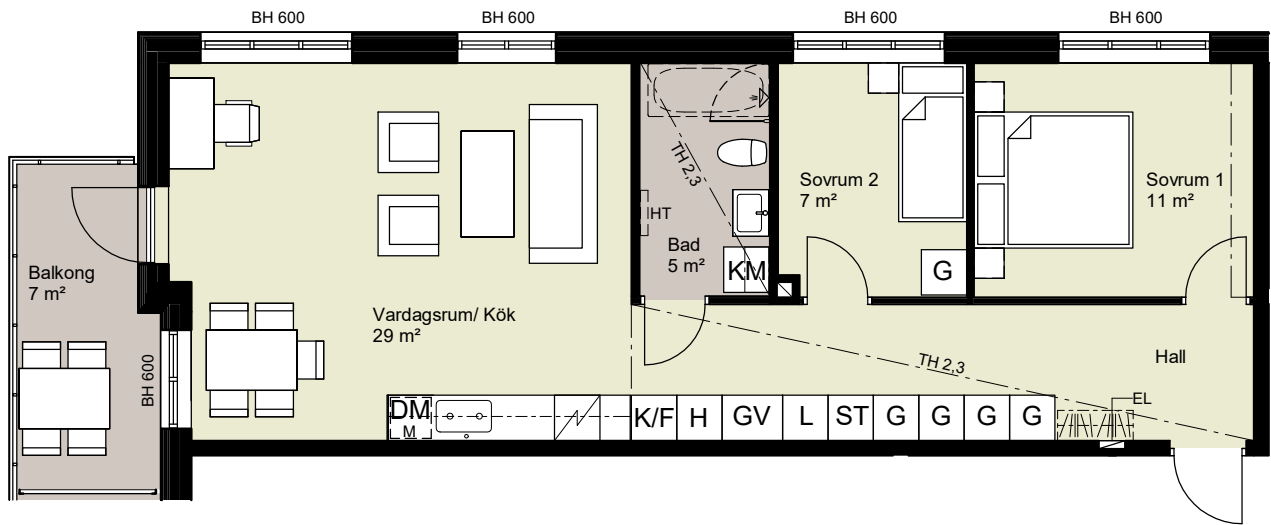 BH 600
BH 600
BH 600
BH 600
TH 2,3
Sovrum 2
7 m²
Sovrum 1
11 m²
HT
Bad
5 m²
KM
G
Balkong
7 m²
Vardagsrum/ Kök
29 m²
BH 600
TH 2,3
Hall
DM
M
K/F
H
GV
L
ST
G
G
G
G
EL